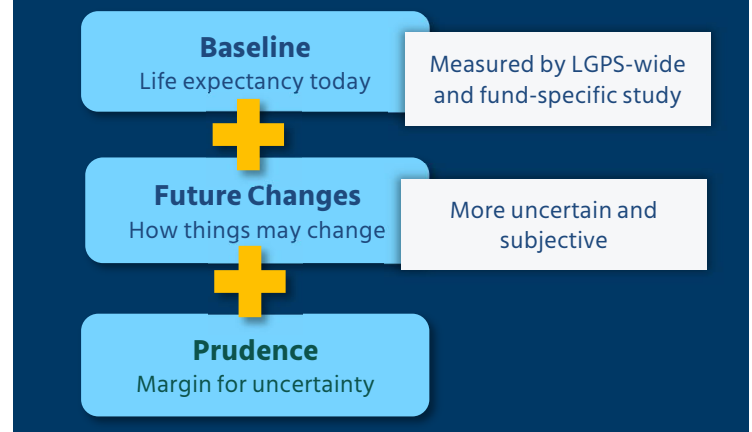 Baseline
Life expectancy today
Measured by LGPS-wide
and fund-specific study
Future Changes
How things may change
More uncertain and
subjective
Prudence
Margin for uncertainty